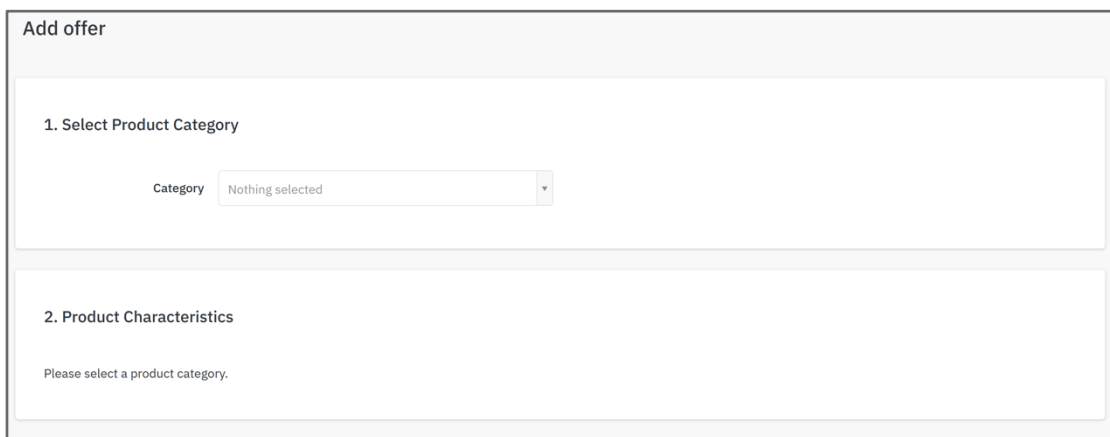 Add offer
1. Select Product Category
Category Nothing selected
2. Product Characteristics
Please select a product category.